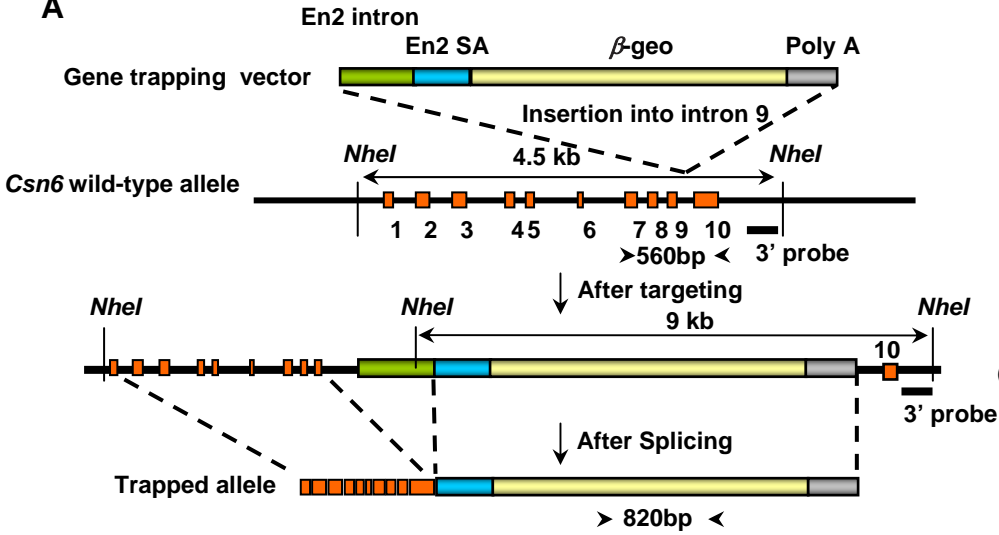 A
En2 intron
En2 SA β-geo Poly A
Gene trapping vector
Insertion into intron 9
NheI 4.5 kb NheI
Csn6 wild-type allele
1 2 3 4 5 6 7 8 9 10
560bp 3’ probe
After targeting
NheI NheI 9 kb NheI
10
3’ probe
After Splicing
Trapped allele
820bp